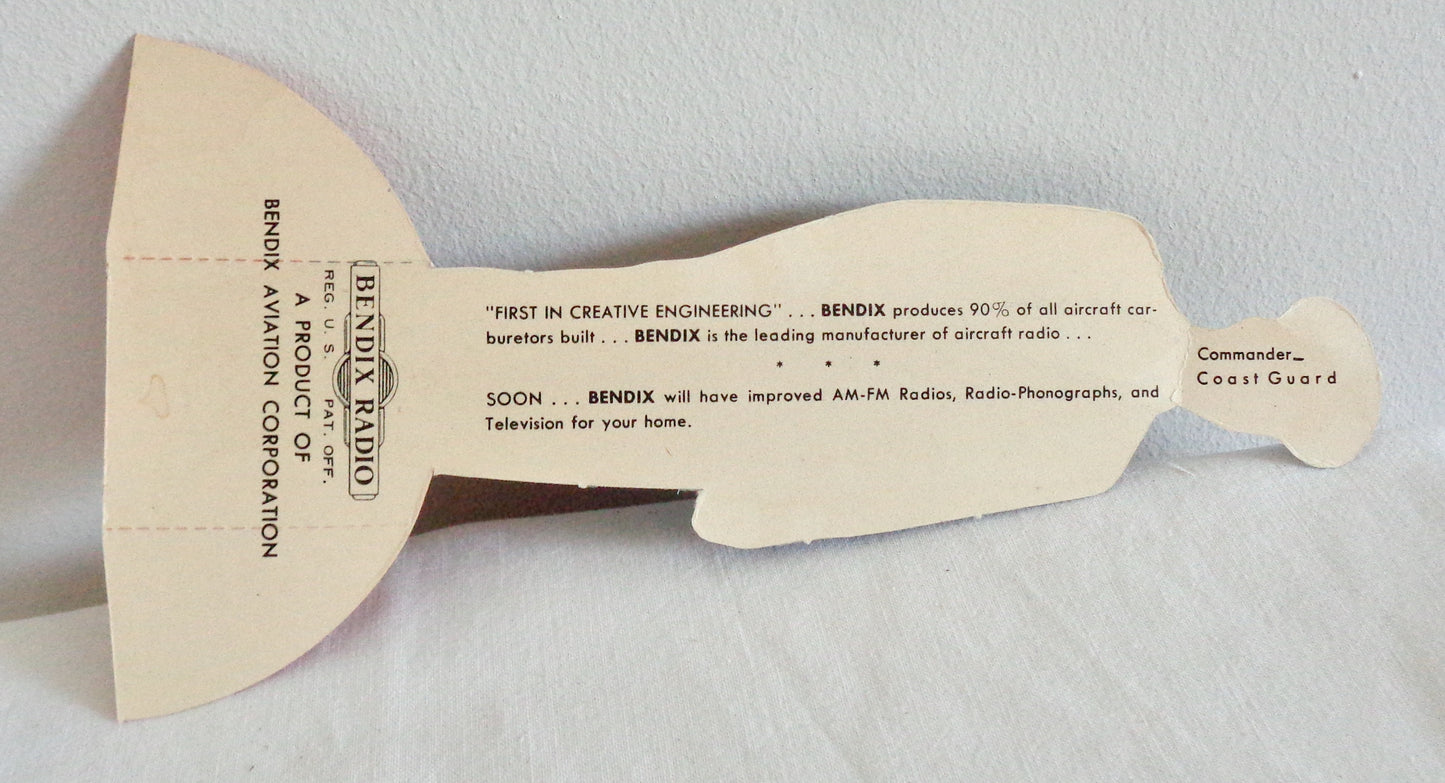 Commander_
Coast Guard
"FIRST IN CREATIVE ENGINEERING" . . . BENDIX produces 90% of all aircraft car-
buretors built . . . BENDIX is the leading manufacturer of aircraft radio . . .
* * *
SOON . . . BENDIX will have improved AM-FM Radios, Radio-Phonographs, and
Television for your home.
BENDIX RADIO
REG. U. S. PAT. OFF.
A PRODUCT OF
BENDIX AVIATION CORPORATION